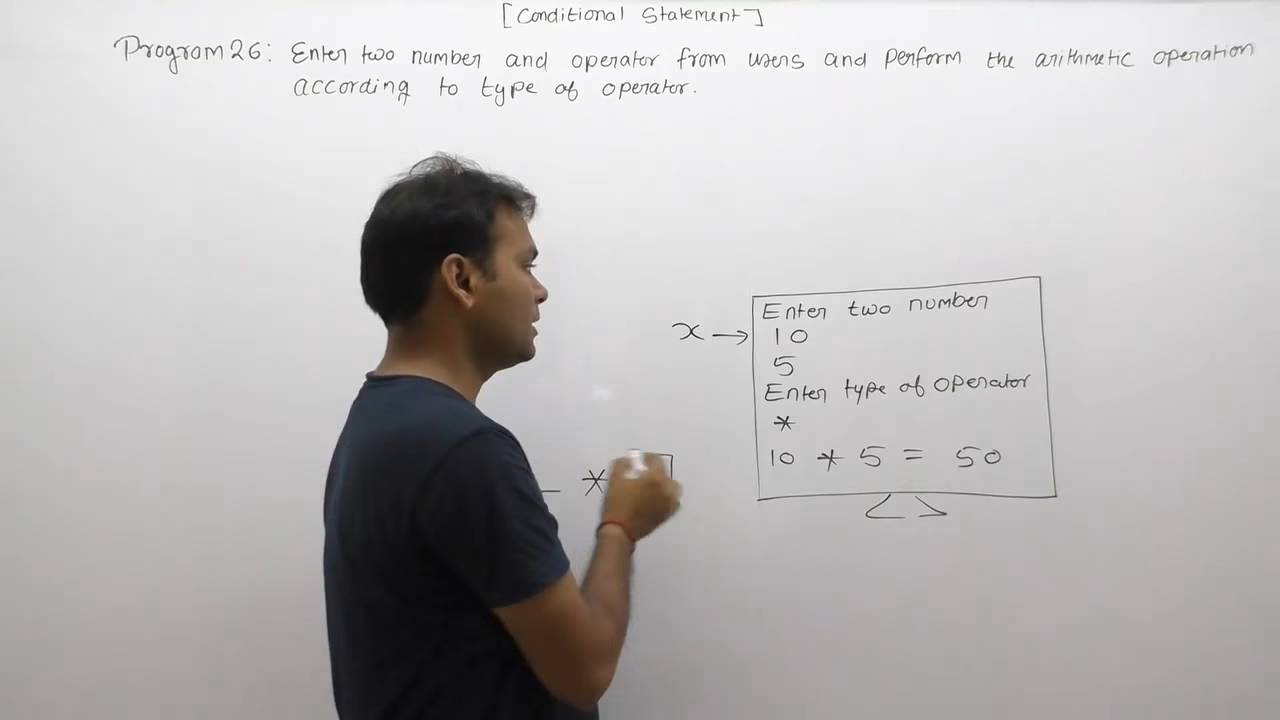 [Conditional Statement]
Program 26: Enter two number and operator from users and perform the arithmetic operation
according to type of operator.
x →
Enter two number
10
5
Enter type of operator
*
10 * 5 = 50
_ *